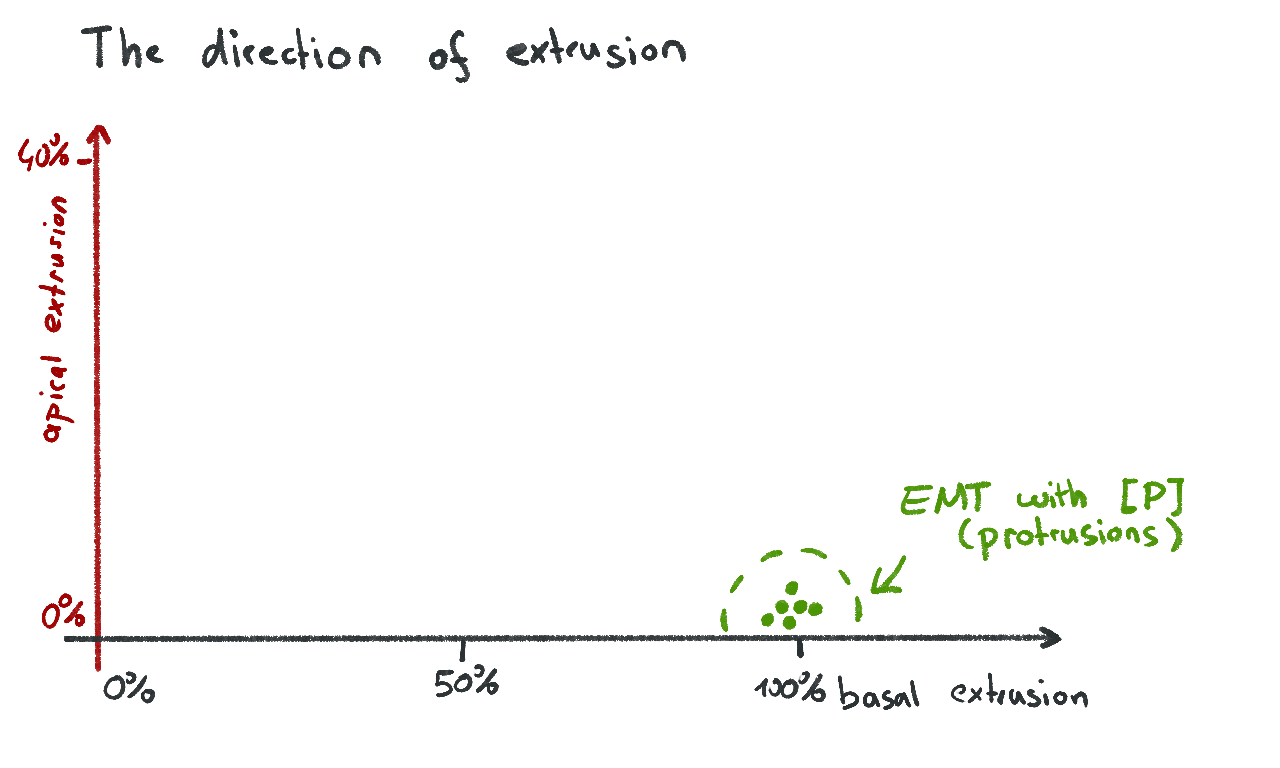 The direction of extrusion
40%
apical extrusion
EMT with [P]
(protrusions)
0%
0%
50%
100%
basal extrusion